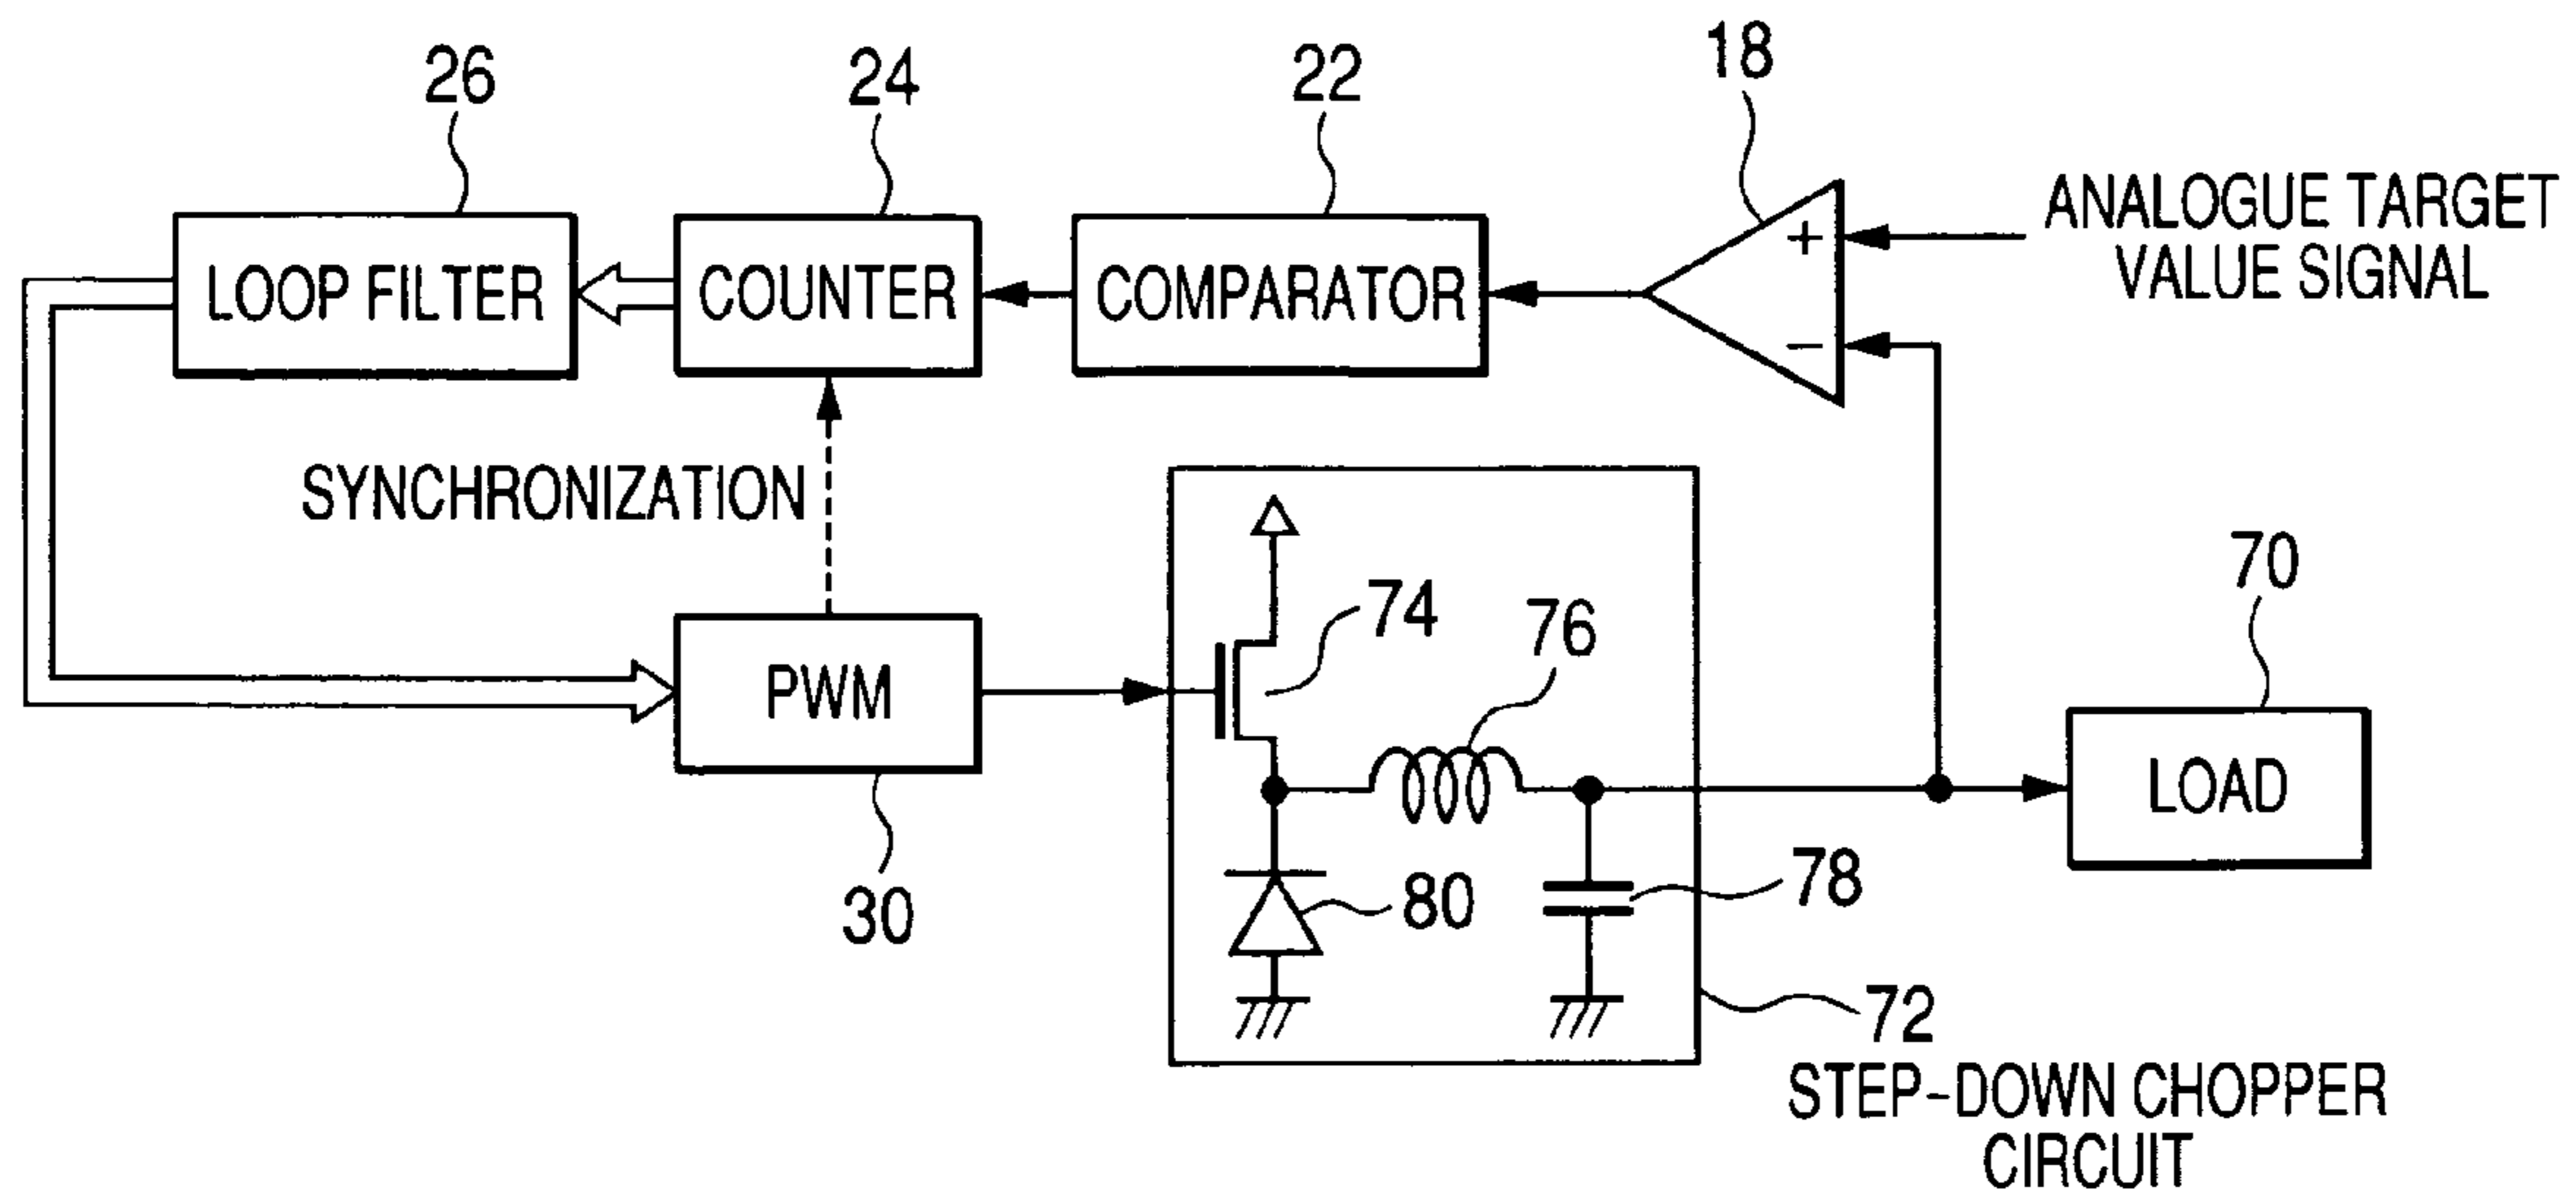 26
24
22
18
ANALOGUE TARGET
VALUE SIGNAL
LOOP FILTER
COUNTER
COMPARATOR
+
−
SYNCHRONIZATION
74
76
70
PWM
LOAD
30
80
78
72
STEP-DOWN CHOPPER
CIRCUIT